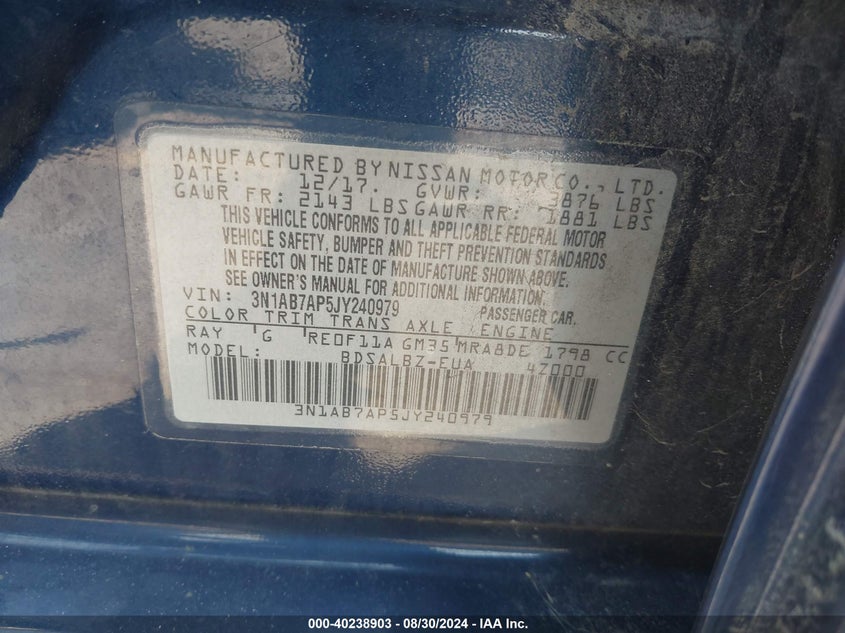 MANUFACTURED BY NISSAN MOTOR CO., LTD.
DATE: 12/17. GVWR: 3876 LBS
GAWR FR: 2143 LBS GAWR RR: 1881 LBS
THIS VEHICLE CONFORMS TO ALL APPLICABLE FEDERAL MOTOR
VEHICLE SAFETY, BUMPER AND THEFT PREVENTION STANDARDS
IN EFFECT ON THE DATE OF MANUFACTURE SHOWN ABOVE.
SEE OWNER'S MANUAL FOR ADDITIONAL INFORMATION.
VIN: 3N1AB7AP5JY240979 PASSENGER CAR.
COLOR TRIM TRANS AXLE ENGINE
RAY G RE0F11A GM35 MRA8DE 1798 CC
MODEL: BDSALBZ-EUA 4Z000
3N1AB7AP5JY240979
000-40238903 - 08/30/2024 - IAA Inc.